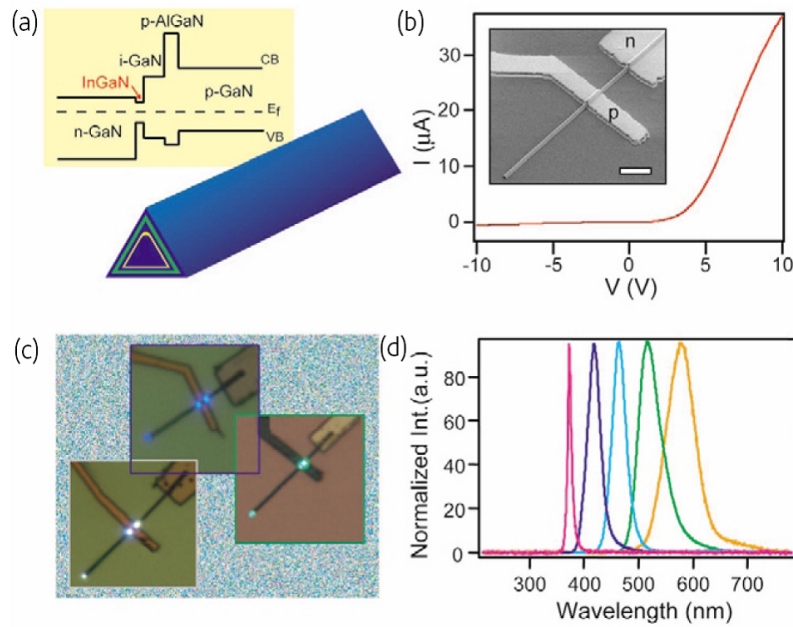 (a)
p-AlGaN
i-GaN
CB
InGaN
p-GaN
Ef
n-GaN
VB
(b)
30
20
10
0
I (μA)
n
p
-10
-5
0
5
10
V (V)
(c)
(d)
80
60
40
20
0
Normalized Int.(a.u.)
300
400
500
600
700
Wavelength (nm)